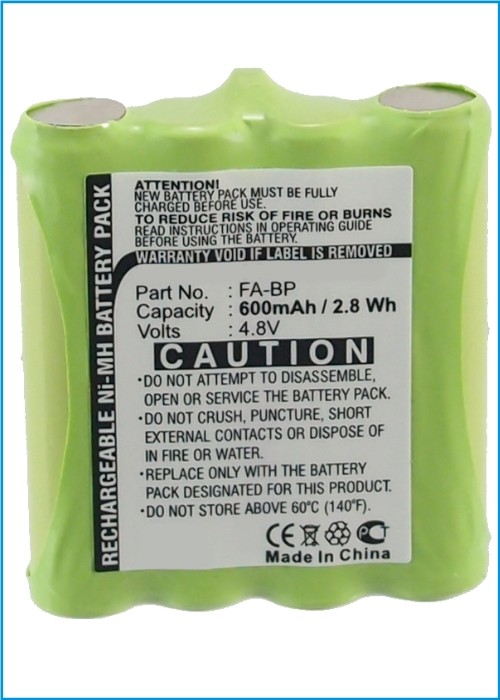 RECHARGEABLE Ni-MH BATTERY PACK
ATTENTION!
NEW BATTERY PACK MUST BE FULLY
CHARGED BEFORE USE.
TO REDUCE RISK OF FIRE OR BURNS
READ INSTRUCTIONS IN OPERATING GUIDE
BEFORE USING THE BATTERY.
WARRANTY VOID IF LABEL IS REMOVED
Part No. : FA-BP
Capacity : 600mAh / 2.8 Wh
Volts : 4.8V
CAUTION
•DO NOT ATTEMPT TO DISASSEMBLE,
OPEN OR SERVICE THE BATTERY PACK.
•DO NOT CRUSH, PUNCTURE, SHORT
EXTERNAL CONTACTS OR DISPOSE OF
IN FIRE OR WATER.
•REPLACE ONLY WITH THE BATTERY
PACK DESIGNATED FOR THIS PRODUCT.
•DO NOT STORE ABOVE 60°C (140°F).
CE
Made In China